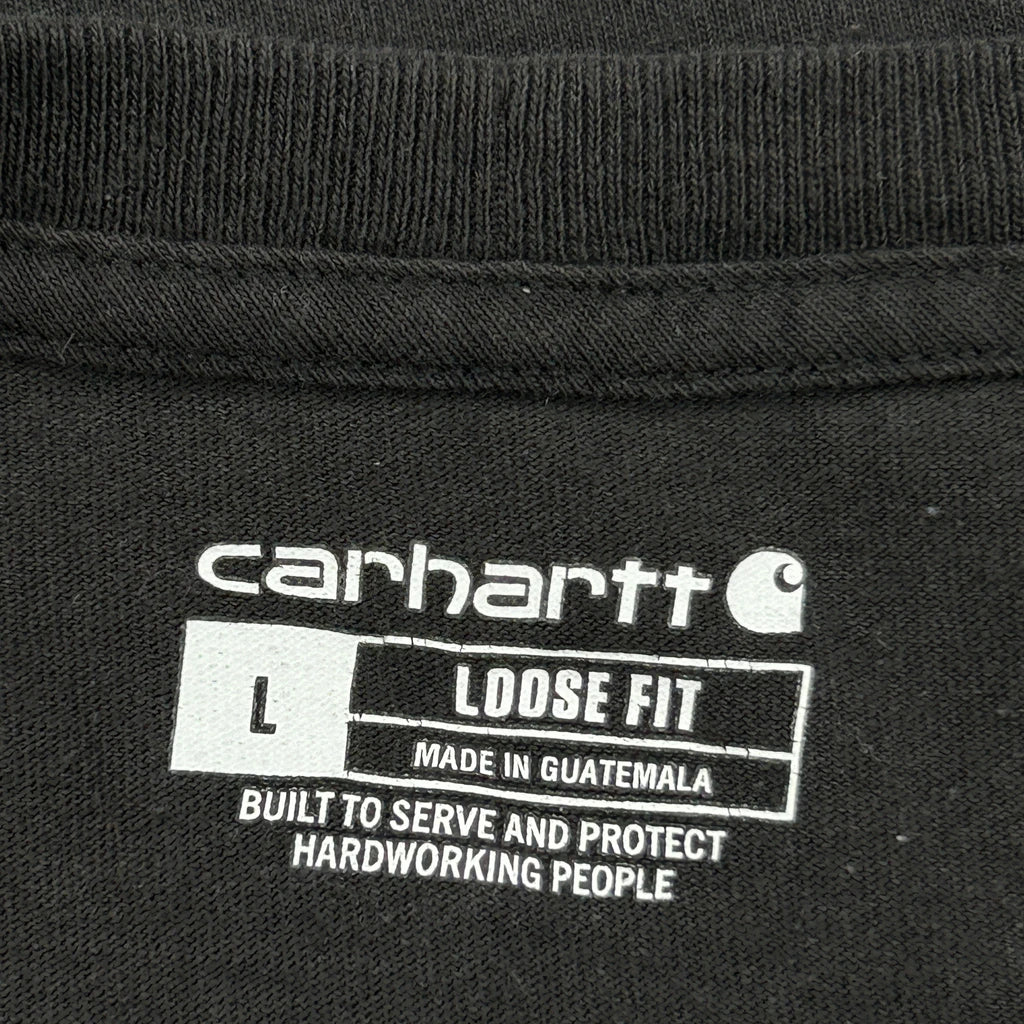 carhartt
L
LOOSE FIT
MADE IN GUATEMALA
BUILT TO SERVE AND PROTECT
HARDWORKING PEOPLE